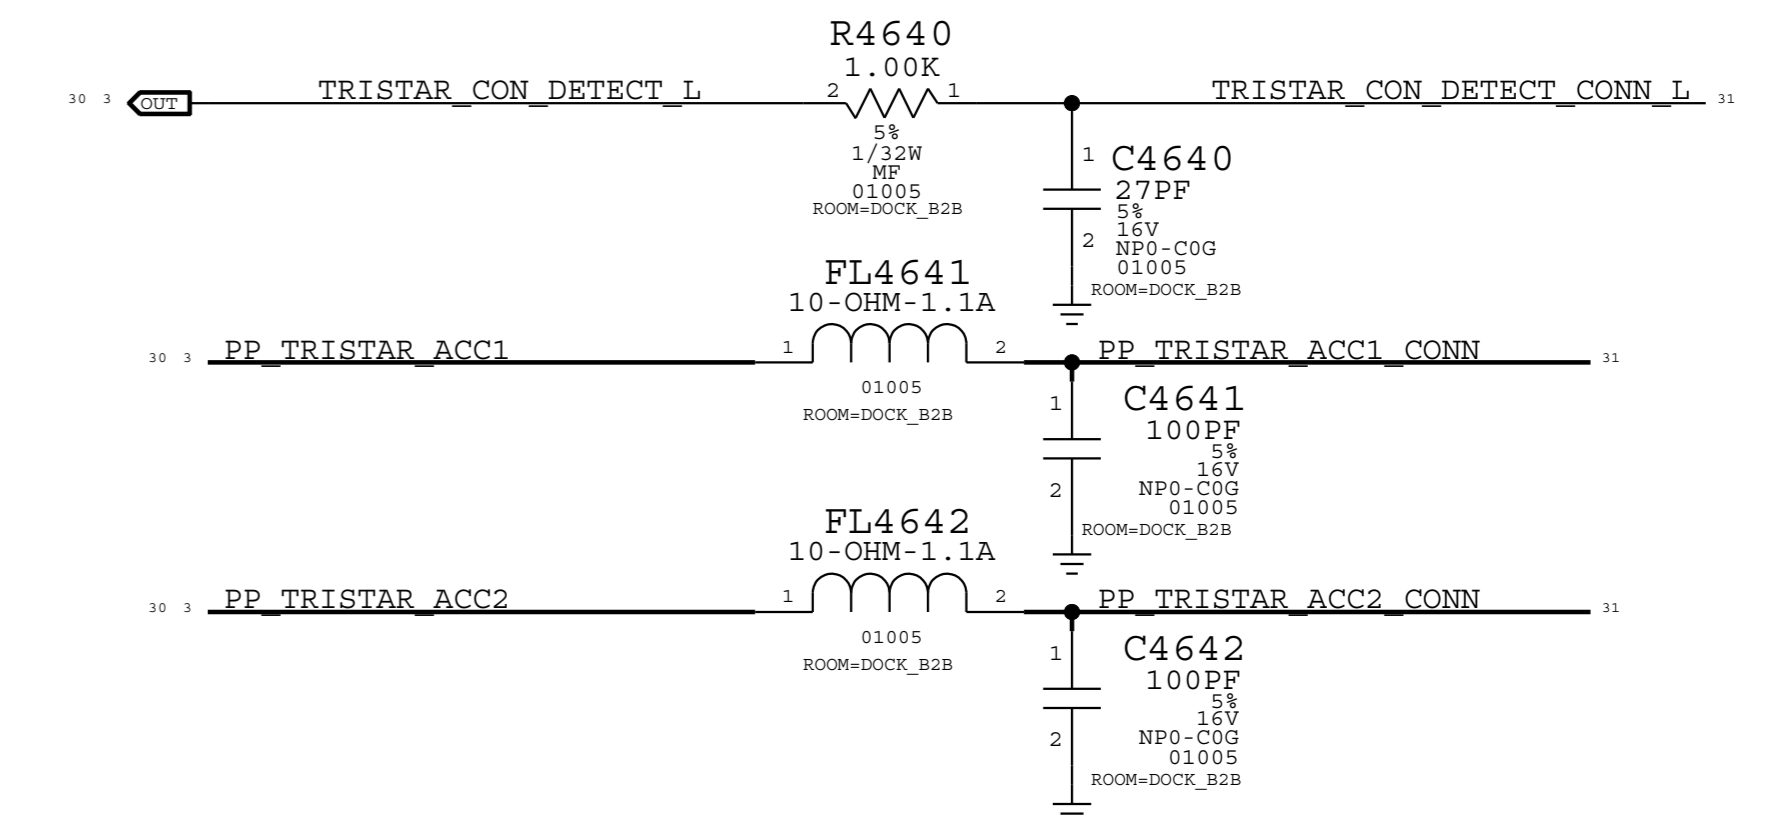 R4640
1.00K
30 3 OUT TRISTAR_CON_DETECT_L 2 1 TRISTAR_CON_DETECT_CONN_L 31
5%
1/32W
MF
01005
ROOM=DOCK_B2B
1 C4640
27PF
5%
16V
2 NP0-C0G
01005
ROOM=DOCK_B2B
FL4641
10-OHM-1.1A
30 3 PP_TRISTAR_ACC1 1 2 PP_TRISTAR_ACC1_CONN 31
01005
ROOM=DOCK_B2B
1 C4641
100PF
5%
16V
2 NP0-C0G
01005
ROOM=DOCK_B2B
FL4642
10-OHM-1.1A
30 3 PP_TRISTAR_ACC2 1 2 PP_TRISTAR_ACC2_CONN 31
01005
ROOM=DOCK_B2B
1 C4642
100PF
5%
16V
2 NP0-C0G
01005
ROOM=DOCK_B2B